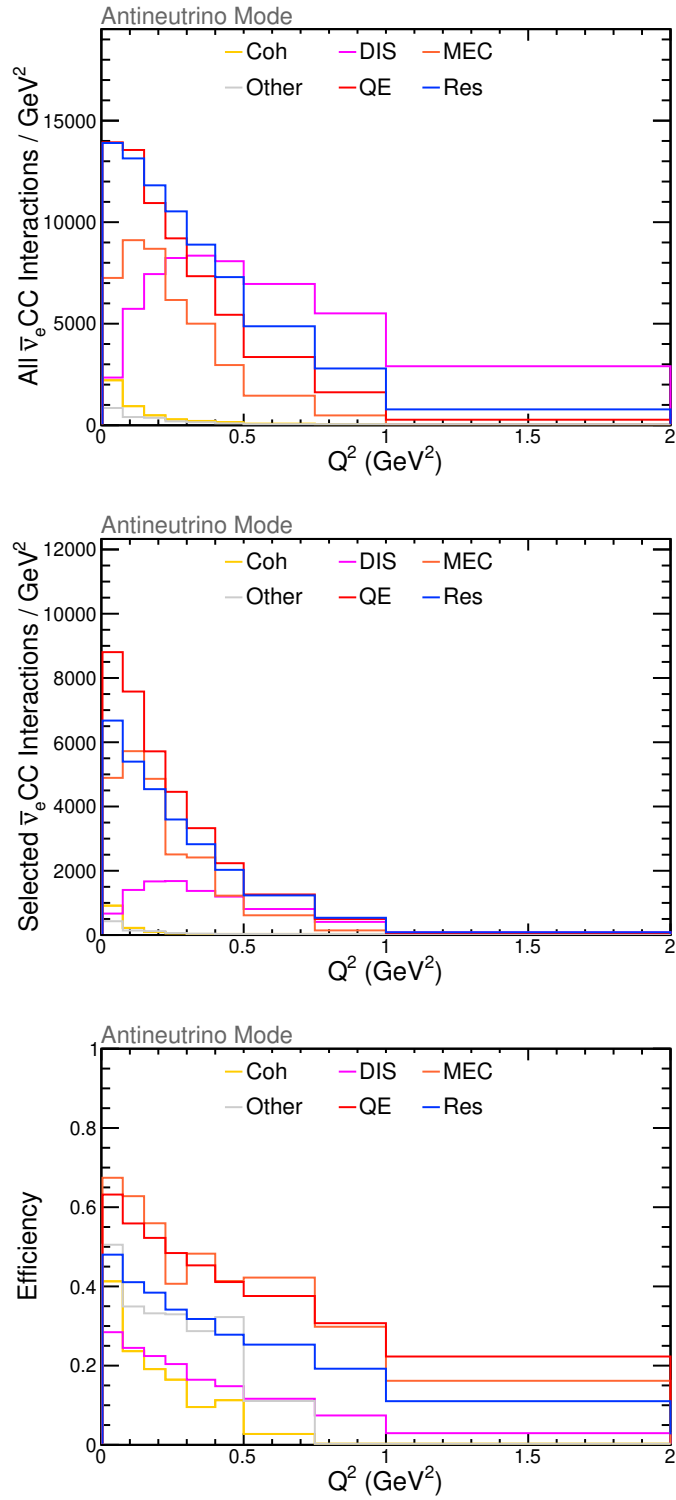 Antineutrino Mode
Coh DIS MEC
Other QE Res
15000
10000
5000
0
All ν̅_e CC Interactions / GeV²
0 0.5 1 1.5 2
Q² (GeV²)
Antineutrino Mode
Coh DIS MEC
Other QE Res
12000
10000
8000
6000
4000
2000
0
Selected ν̅_e CC Interactions / GeV²
0 0.5 1 1.5 2
Q² (GeV²)
Antineutrino Mode
Coh DIS MEC
Other QE Res
1
0.8
0.6
0.4
0.2
0
Efficiency
0 0.5 1 1.5 2
Q² (GeV²)